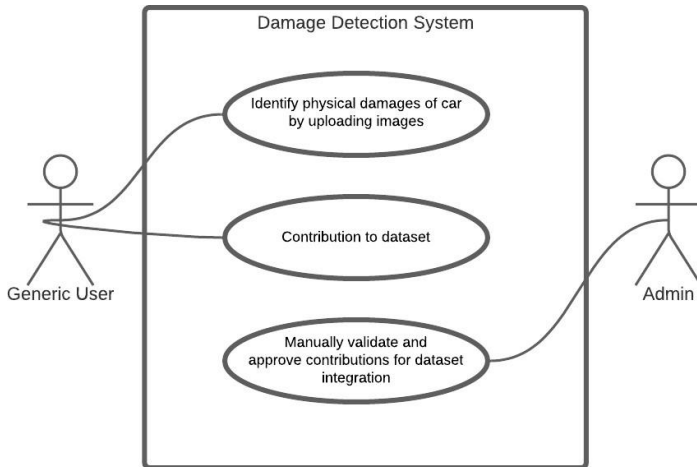 Damage Detection System
Identify physical damages of car
by uploading images
Contribution to dataset
Generic User
Admin
Manually validate and
approve contributions for dataset
integration